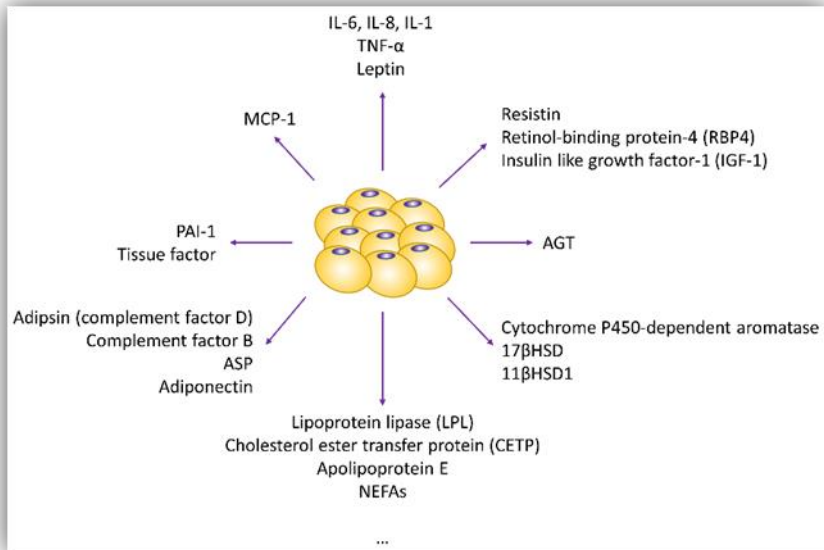 IL-6, IL-8, IL-1
TNF-α
Leptin
MCP-1
Resistin
Retinol-binding protein-4 (RBP4)
Insulin like growth factor-1 (IGF-1)
PAI-1
Tissue factor
AGT
Adipsin (complement factor D)
Complement factor B
ASP
Adiponectin
Cytochrome P450-dependent aromatase
17βHSD
11βHSD1
Lipoprotein lipase (LPL)
Cholesterol ester transfer protein (CETP)
Apolipoprotein E
NEFAs
...